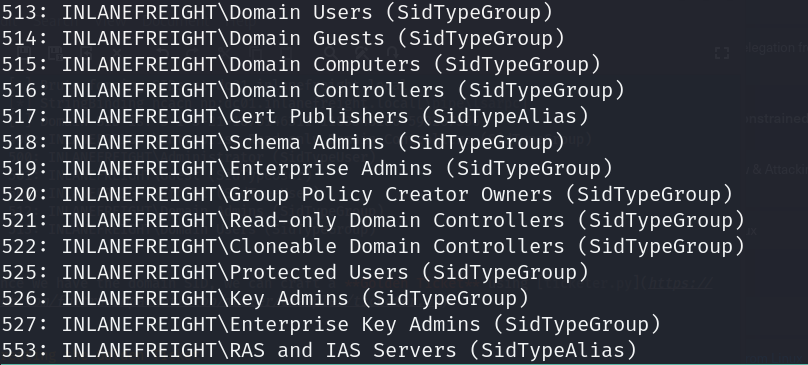 513: INLANEFREIGHT\Domain Users (SidTypeGroup)
514: INLANEFREIGHT\Domain Guests (SidTypeGroup)
515: INLANEFREIGHT\Domain Computers (SidTypeGroup)
516: INLANEFREIGHT\Domain Controllers (SidTypeGroup)
517: INLANEFREIGHT\Cert Publishers (SidTypeAlias)
518: INLANEFREIGHT\Schema Admins (SidTypeGroup)
519: INLANEFREIGHT\Enterprise Admins (SidTypeGroup)
520: INLANEFREIGHT\Group Policy Creator Owners (SidTypeGroup)
521: INLANEFREIGHT\Read-only Domain Controllers (SidTypeGroup)
522: INLANEFREIGHT\Cloneable Domain Controllers (SidTypeGroup)
525: INLANEFREIGHT\Protected Users (SidTypeGroup)
526: INLANEFREIGHT\Key Admins (SidTypeGroup)
527: INLANEFREIGHT\Enterprise Key Admins (SidTypeGroup)
553: INLANEFREIGHT\RAS and IAS Servers (SidTypeAlias)